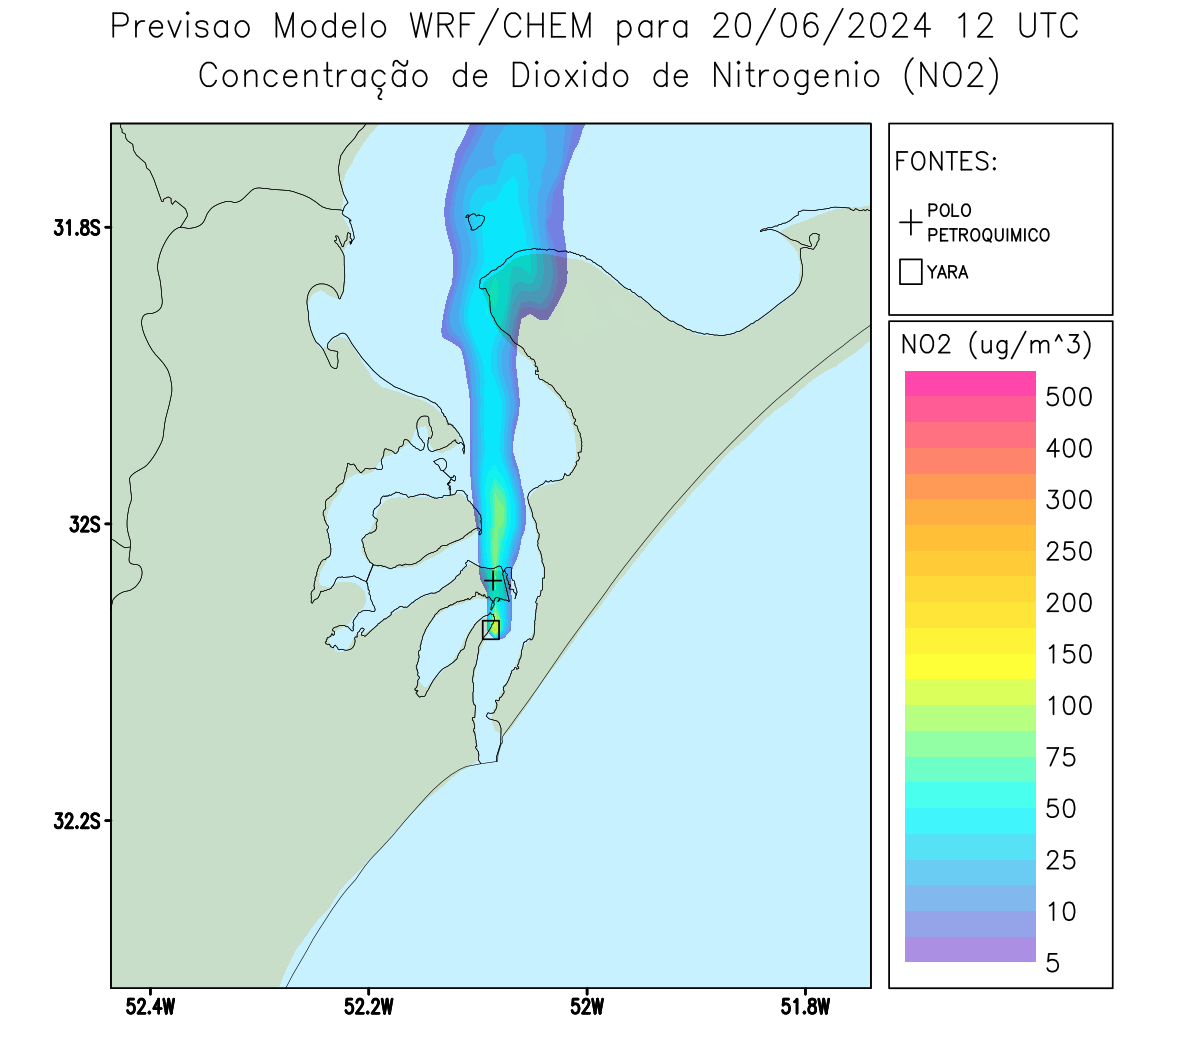 Previsao Modelo WRF/CHEM para 20/06/2024 12 UTC
Concentração de Dioxido de Nitrogenio (NO2)
FONTES:
POLO
PETROQUIMICO
YARA
NO2 (ug/m^3)
500
400
300
250
200
150
100
75
50
25
10
5
31.8S
32S
32.2S
52.4W
52.2W
52W
51.8W